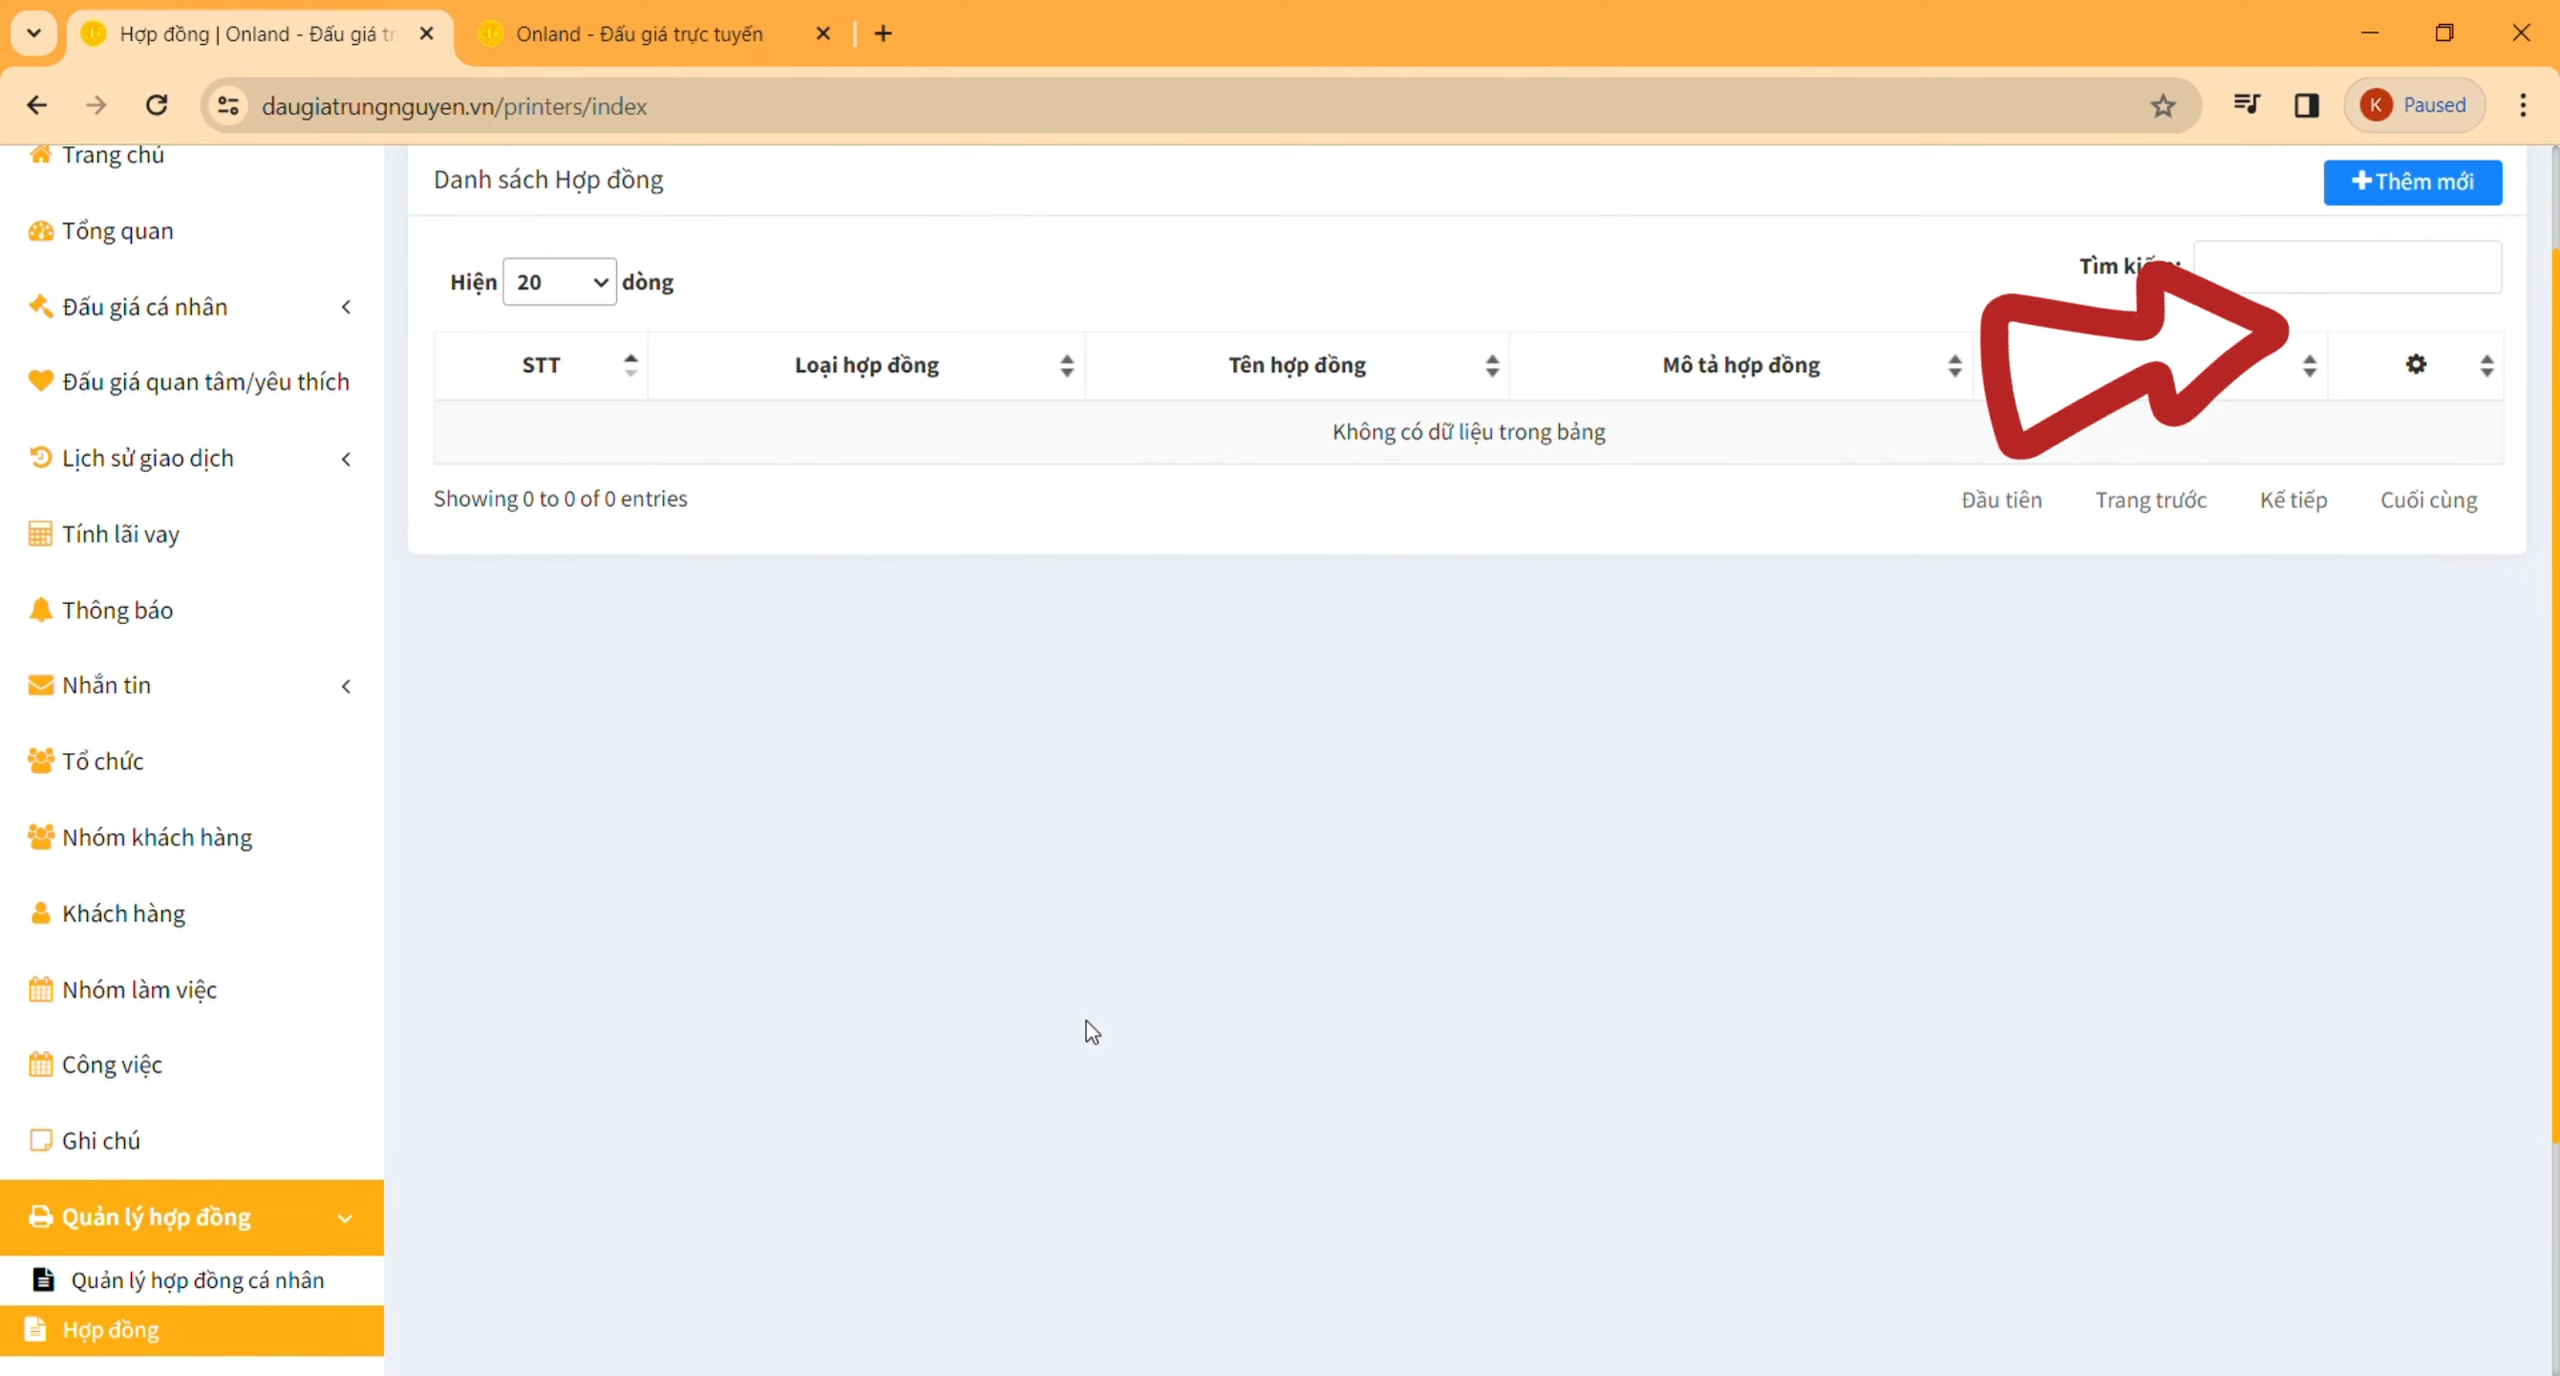 Hợp đồng | Onland - Đấu giá tr
Onland - Đấu giá trực tuyến
daugiatrungnguyen.vn/printers/index
K Paused
Trang chủ
Tổng quan
Đấu giá cá nhân
Đấu giá quan tâm/yêu thích
Lịch sử giao dịch
Tính lãi vay
Thông báo
Nhắn tin
Tổ chức
Nhóm khách hàng
Khách hàng
Nhóm làm việc
Công việc
Ghi chú
Quản lý hợp đồng
Quản lý hợp đồng cá nhân
Hợp đồng
Danh sách Hợp đồng
Thêm mới
Hiện 20 dòng
Tìm
STT Loại hợp đồng Tên hợp đồng Mô tả hợp đồng
Không có dữ liệu trong bảng
Showing 0 to 0 of 0 entries
Đầu tiên Trang trước Kế tiếp Cuối cùng